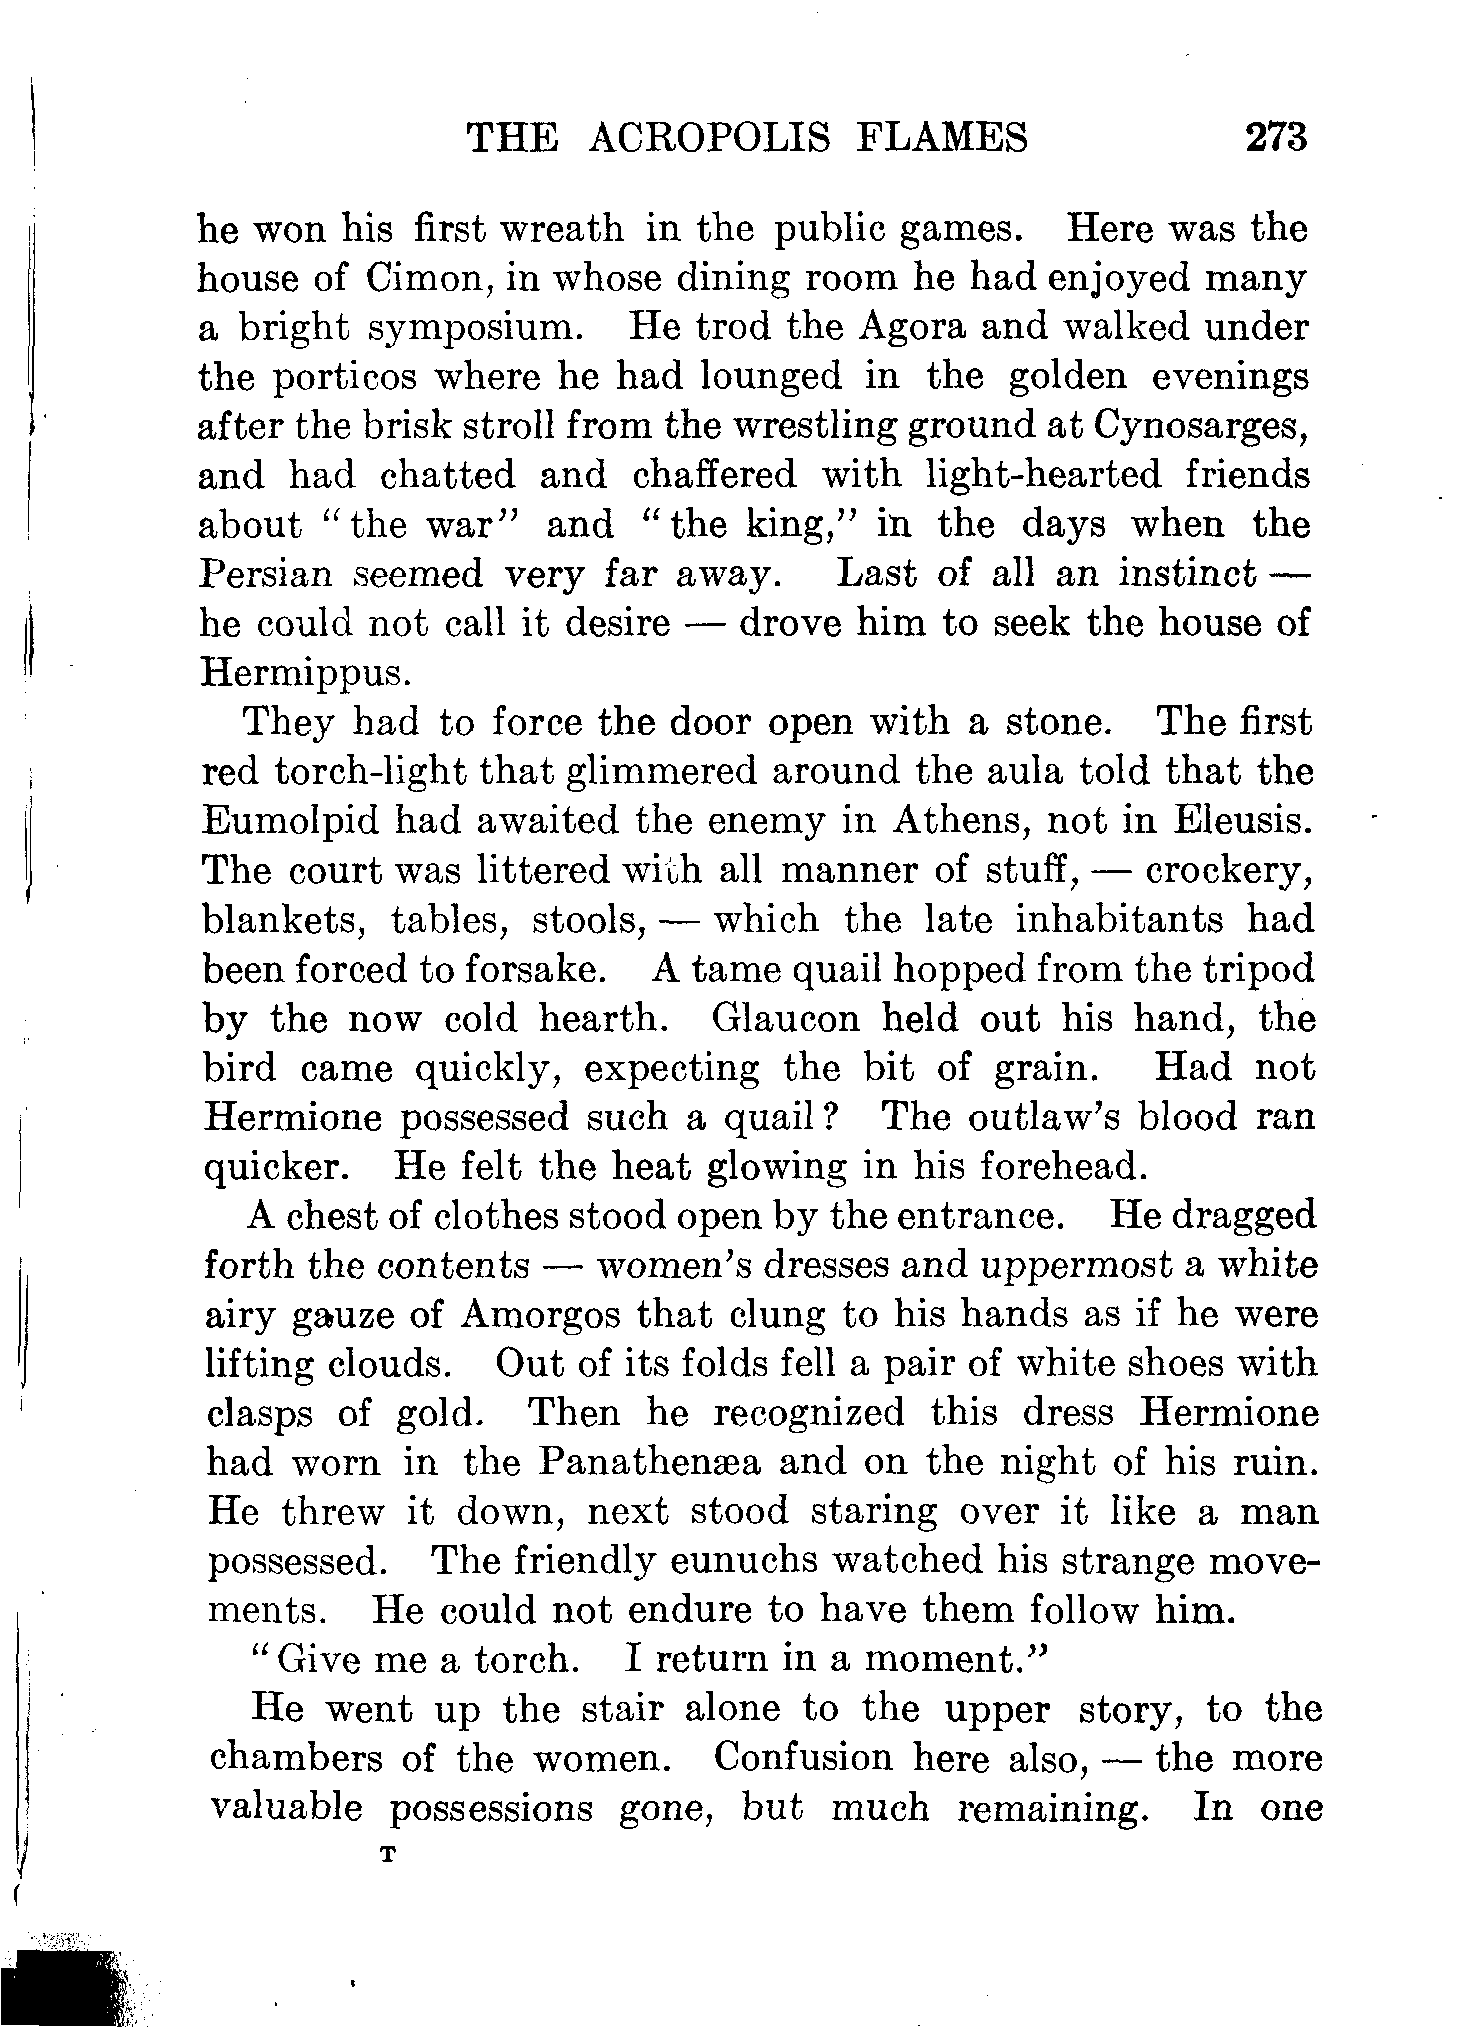 THE ACROPOLIS FLAMES 273
he won his first wreath in the public games. Here was the
house of Cimon, in whose dining room he had enjoyed many
a bright symposium. He trod the Agora and walked under
the porticos where he had lounged in the golden evenings
after the brisk stroll from the wrestling ground at Cynosarges,
and had chatted and chaffered with light-hearted friends
about “the war” and “the king,” in the days when the
Persian seemed very far away. Last of all an instinct —
he could not call it desire — drove him to seek the house of
Hermippus.
They had to force the door open with a stone. The first
red torch-light that glimmered around the aula told that the
Eumolpid had awaited the enemy in Athens, not in Eleusis.
The court was littered with all manner of stuff, — crockery,
blankets, tables, stools, — which the late inhabitants had
been forced to forsake. A tame quail hopped from the tripod
by the now cold hearth. Glaucon held out his hand, the
bird came quickly, expecting the bit of grain. Had not
Hermione possessed such a quail? The outlaw's blood ran
quicker. He felt the heat glowing in his forehead.
A chest of clothes stood open by the entrance. He dragged
forth the contents — women's dresses and uppermost a white
airy gauze of Amorgos that clung to his hands as if he were
lifting clouds. Out of its folds fell a pair of white shoes with
clasps of gold. Then he recognized this dress Hermione
had worn in the Panathenæa and on the night of his ruin.
He threw it down, next stood staring over it like a man
possessed. The friendly eunuchs watched his strange move-
ments. He could not endure to have them follow him.
“Give me a torch. I return in a moment.”
He went up the stair alone to the upper story, to the
chambers of the women. Confusion here also, — the more
valuable possessions gone, but much remaining. In one
T